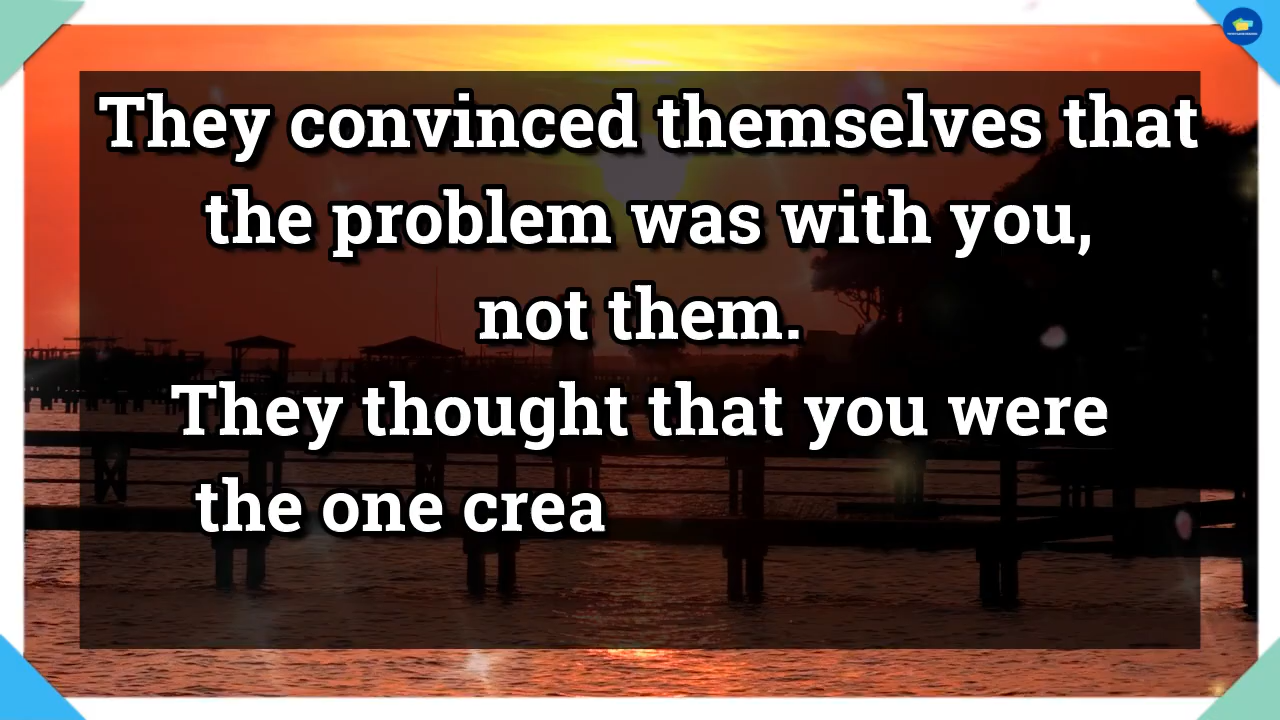 They convinced themselves that
the problem was with you,
not them.
They thought that you were
the one crea